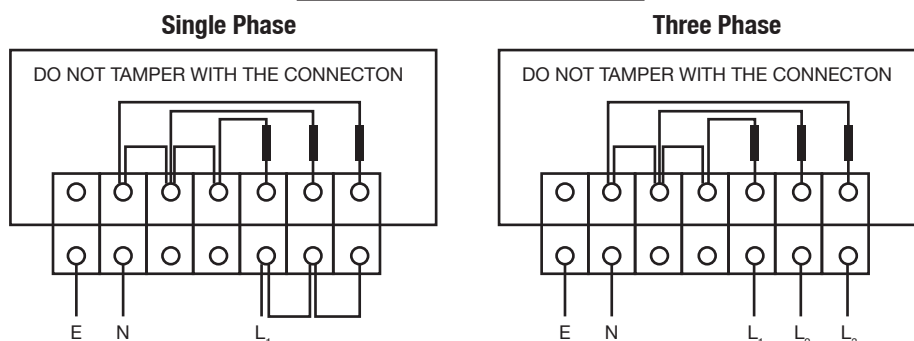 Single Phase
DO NOT TAMPER WITH THE CONNECTON
E N L₁
Three Phase
DO NOT TAMPER WITH THE CONNECTON
E N L₁ L₂ L₃